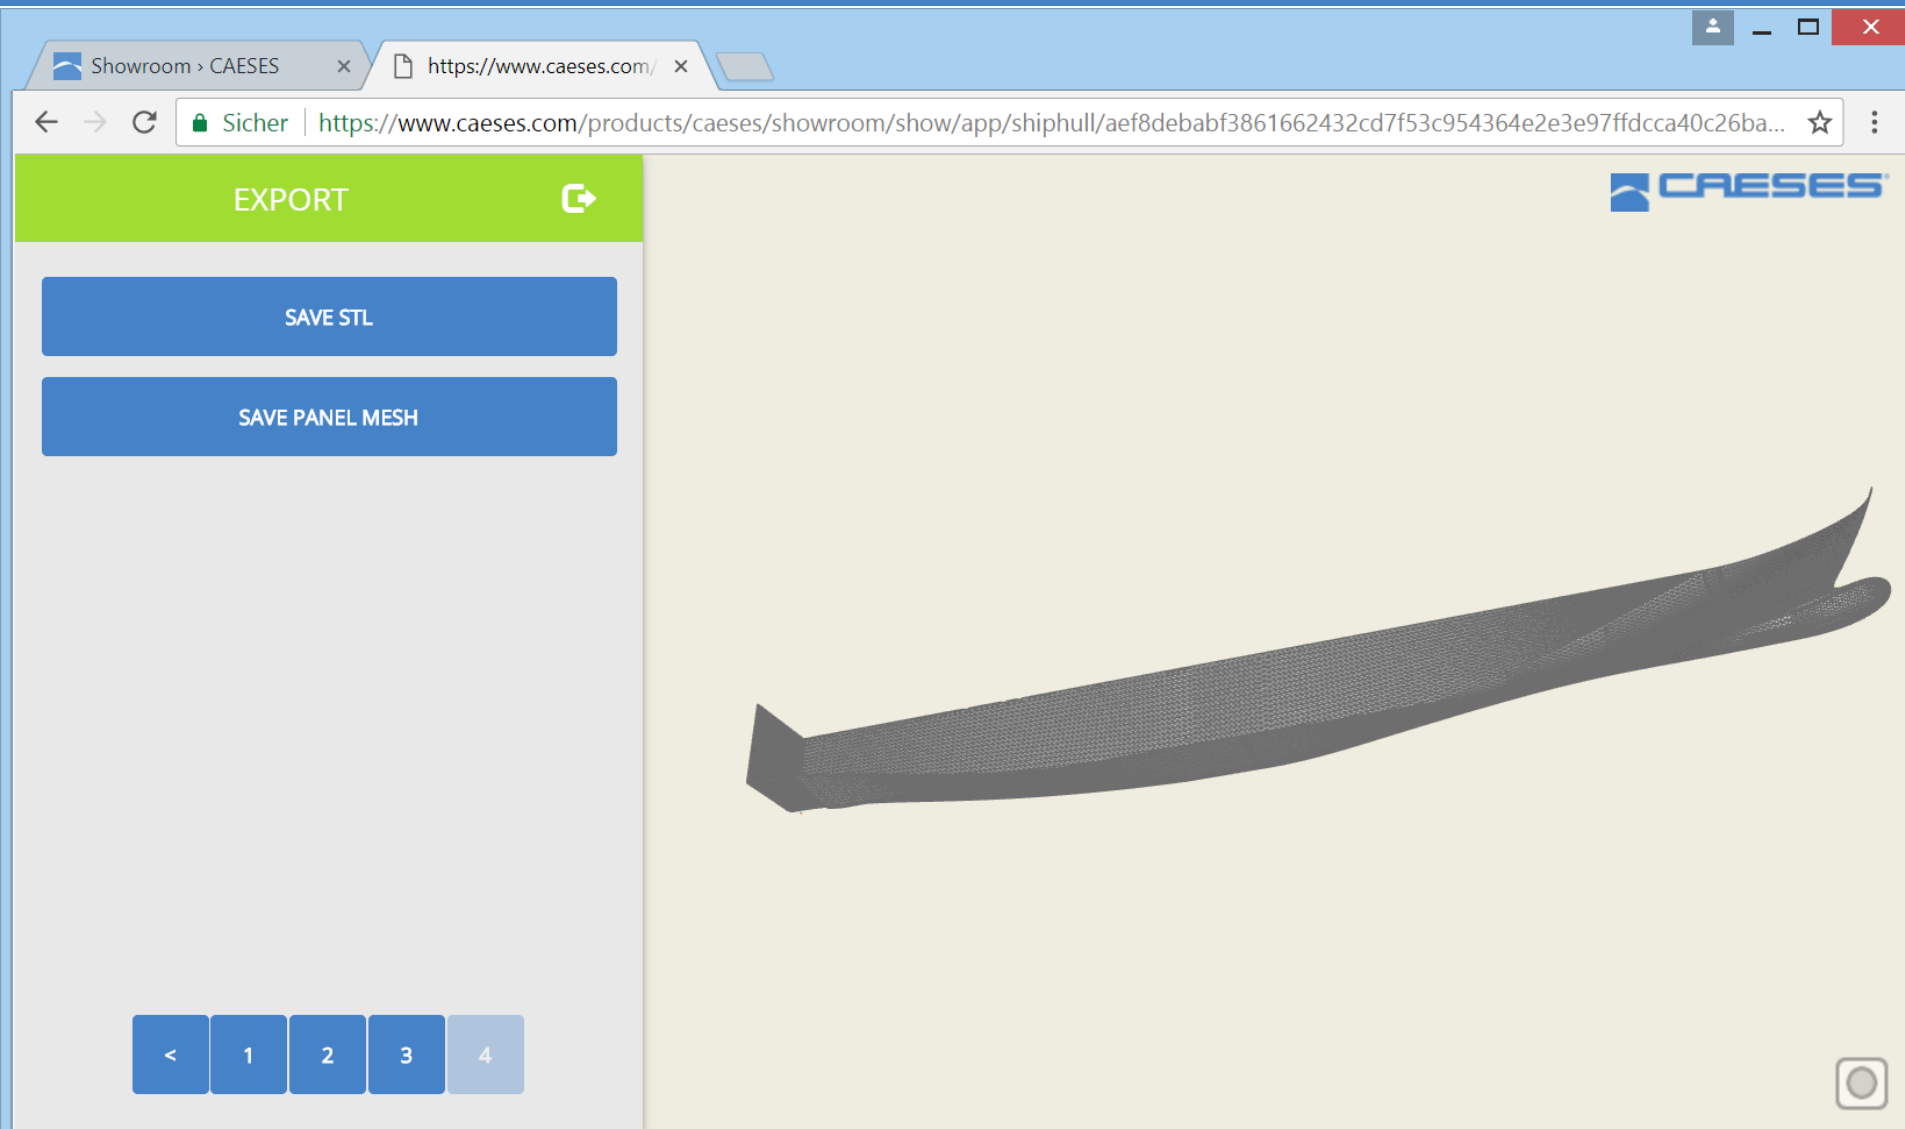 Showroom › CAESES
https://www.caeses.com/
Sicher https://www.caeses.com/products/caeses/showroom/show/app/shiphull/aef8debabf3861662432cd7f53c954364e2e3e97ffdcca40c26ba...
EXPORT
CAESES
SAVE STL
SAVE PANEL MESH
< 1 2 3 4